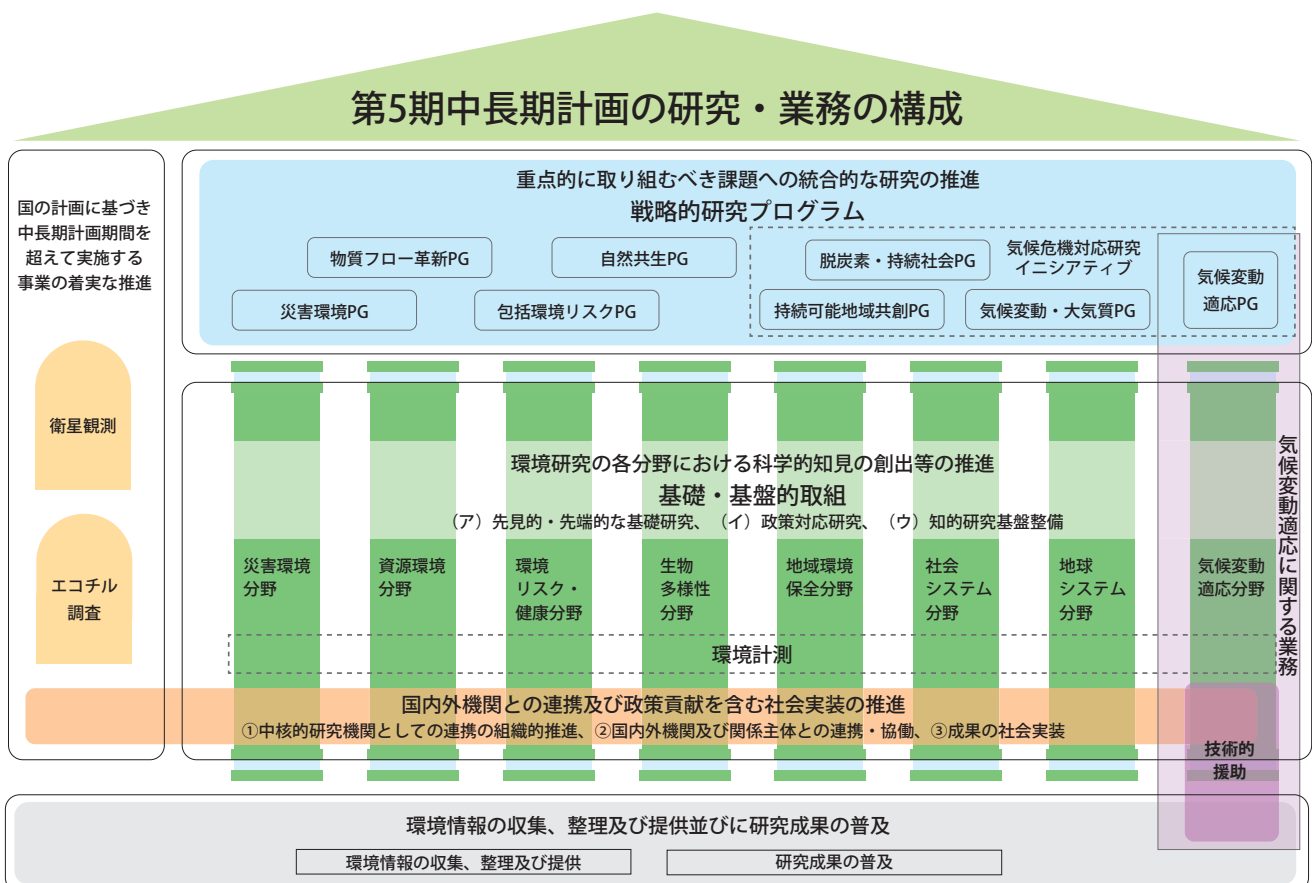 第5期中長期計画の研究・業務の構成
国の計画に基づき
中長期計画期間を
超えて実施する
事業の着実な推進
衛星観測
エコチル
調査
重点的に取り組むべき課題への統合的な研究の推進
戦略的研究プログラム
物質フロー革新PG
自然共生PG
脱炭素・持続社会PG
気候危機対応研究
イニシアティブ
災害環境PG
包括環境リスクPG
持続可能地域共創PG
気候変動・大気質PG
気候変動
適応PG
環境研究の各分野における科学的知見の創出等の推進
基礎・基盤的取組
（ア）先見的・先端的な基礎研究、（イ）政策対応研究、（ウ）知的研究基盤整備
災害環境
分野
資源環境
分野
環境
リスク・
健康分野
生物
多様性
分野
地域環境
保全分野
社会
システム
分野
地球
システム
分野
気候変動
適応分野
気候変動適応に関する業務
環境計測
国内外機関との連携及び政策貢献を含む社会実装の推進
①中核的研究機関としての連携の組織的推進、②国内外機関及び関係主体との連携・協働、③成果の社会実装
技術的
援助
環境情報の収集、整理及び提供並びに研究成果の普及
環境情報の収集、整理及び提供
研究成果の普及